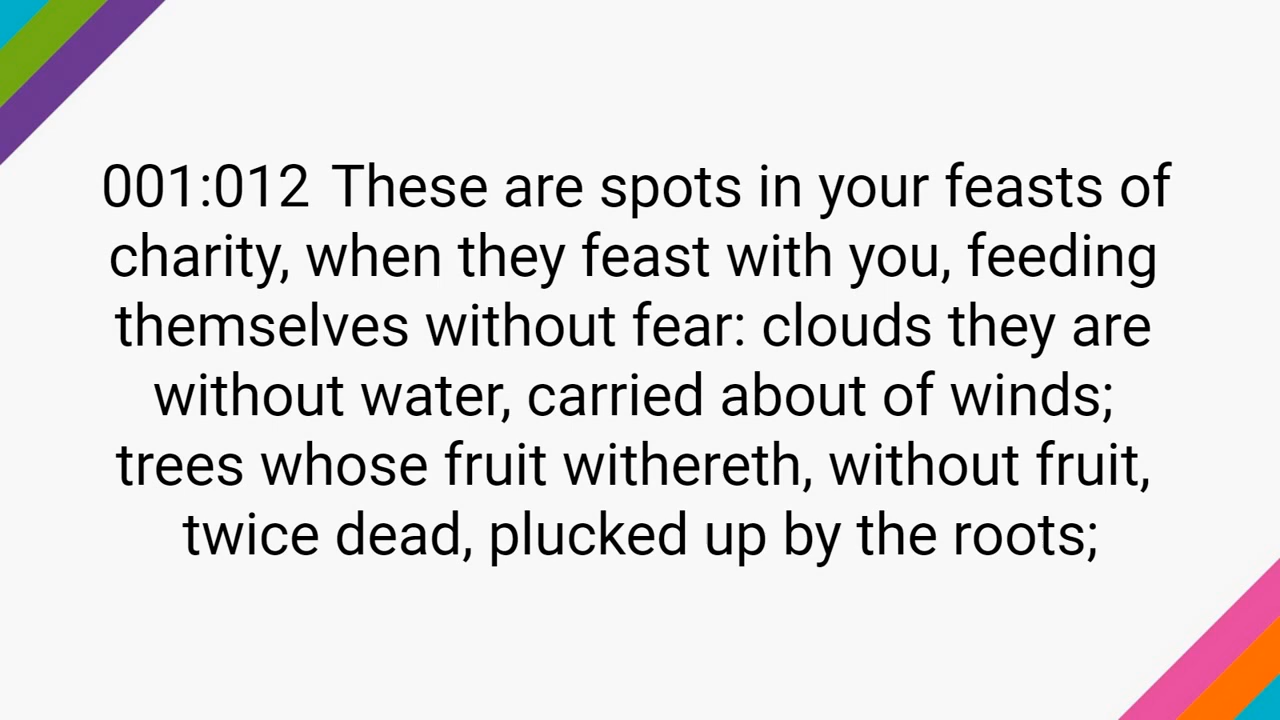 001:012 These are spots in your feasts of
charity, when they feast with you, feeding
themselves without fear: clouds they are
without water, carried about of winds;
trees whose fruit withereth, without fruit,
twice dead, plucked up by the roots;